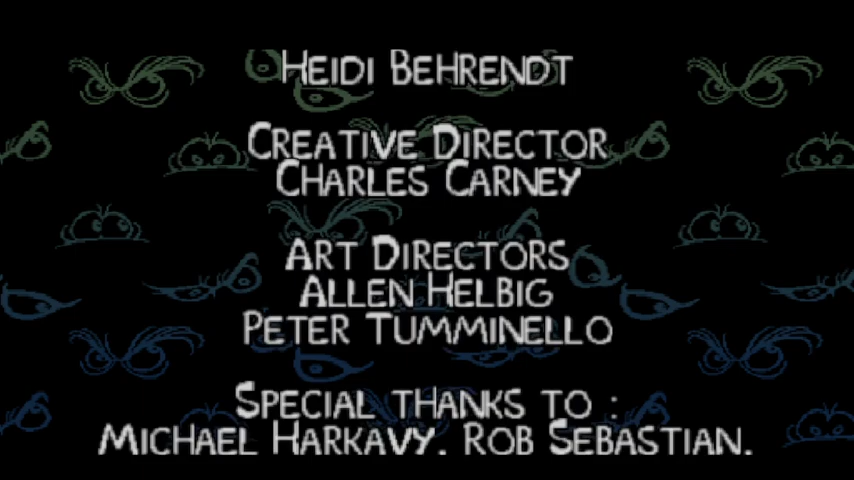 HEIDI BEHRENDT
CREATIVE DIRECTOR
CHARLES CARNEY
ART DIRECTORS
ALLEN HELBIG
PETER TUMMINELLO
SPECIAL THANKS TO :
MICHAEL HARKAVY. ROB SEBASTIAN.